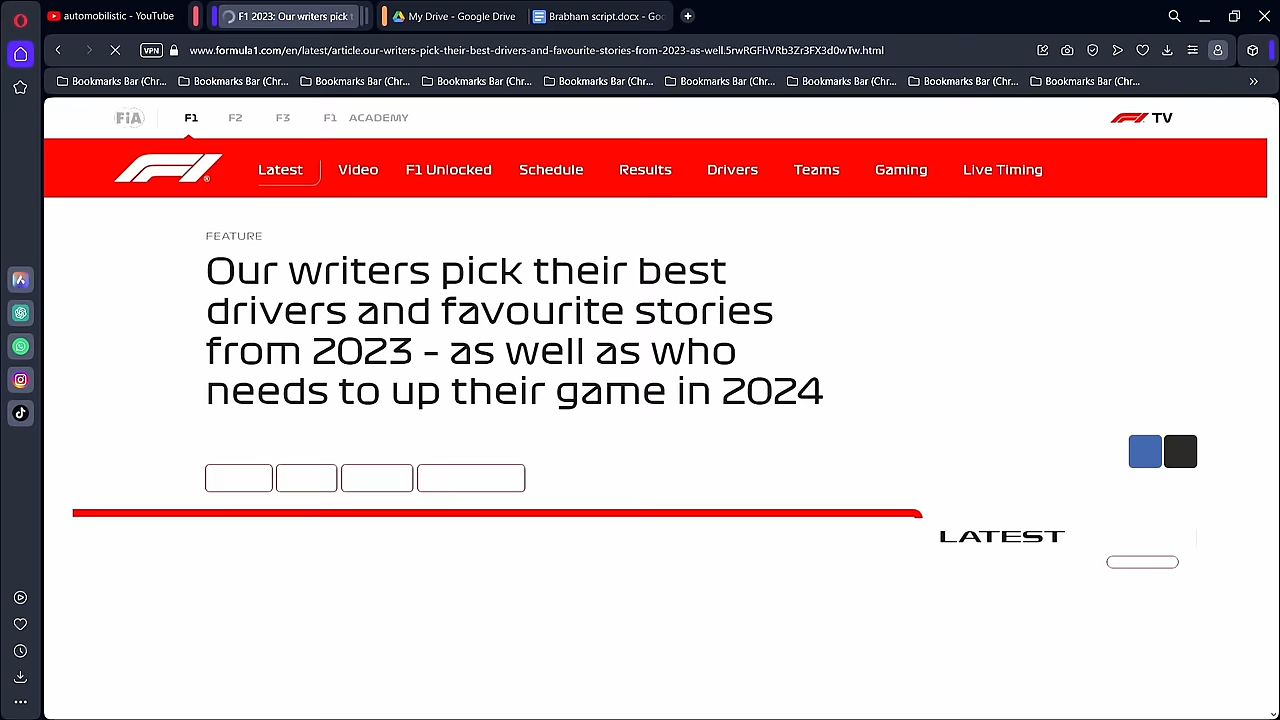 automobilistic - YouTube
F1 2023: Our writers pick t
My Drive - Google Drive
Brabham script.docx - Goo
VPN
www.formula1.com/en/latest/article.our-writers-pick-their-best-drivers-and-favourite-stories-from-2023-as-well.5rwRGFhVRb3Zr3FX3d0wTw.html
Bookmarks Bar (Chr...
Bookmarks Bar (Chr...
Bookmarks Bar (Chr...
Bookmarks Bar (Chr...
Bookmarks Bar (Chr...
Bookmarks Bar (Chr...
Bookmarks Bar (Chr...
Bookmarks Bar (Chr...
Bookmarks Bar (Chr...
FIA
F1
F2
F3
F1 ACADEMY
F1 TV
F1
Latest
Video
F1 Unlocked
Schedule
Results
Drivers
Teams
Gaming
Live Timing
FEATURE
Our writers pick their best
drivers and favourite stories
from 2023 - as well as who
needs to up their game in 2024
LATEST